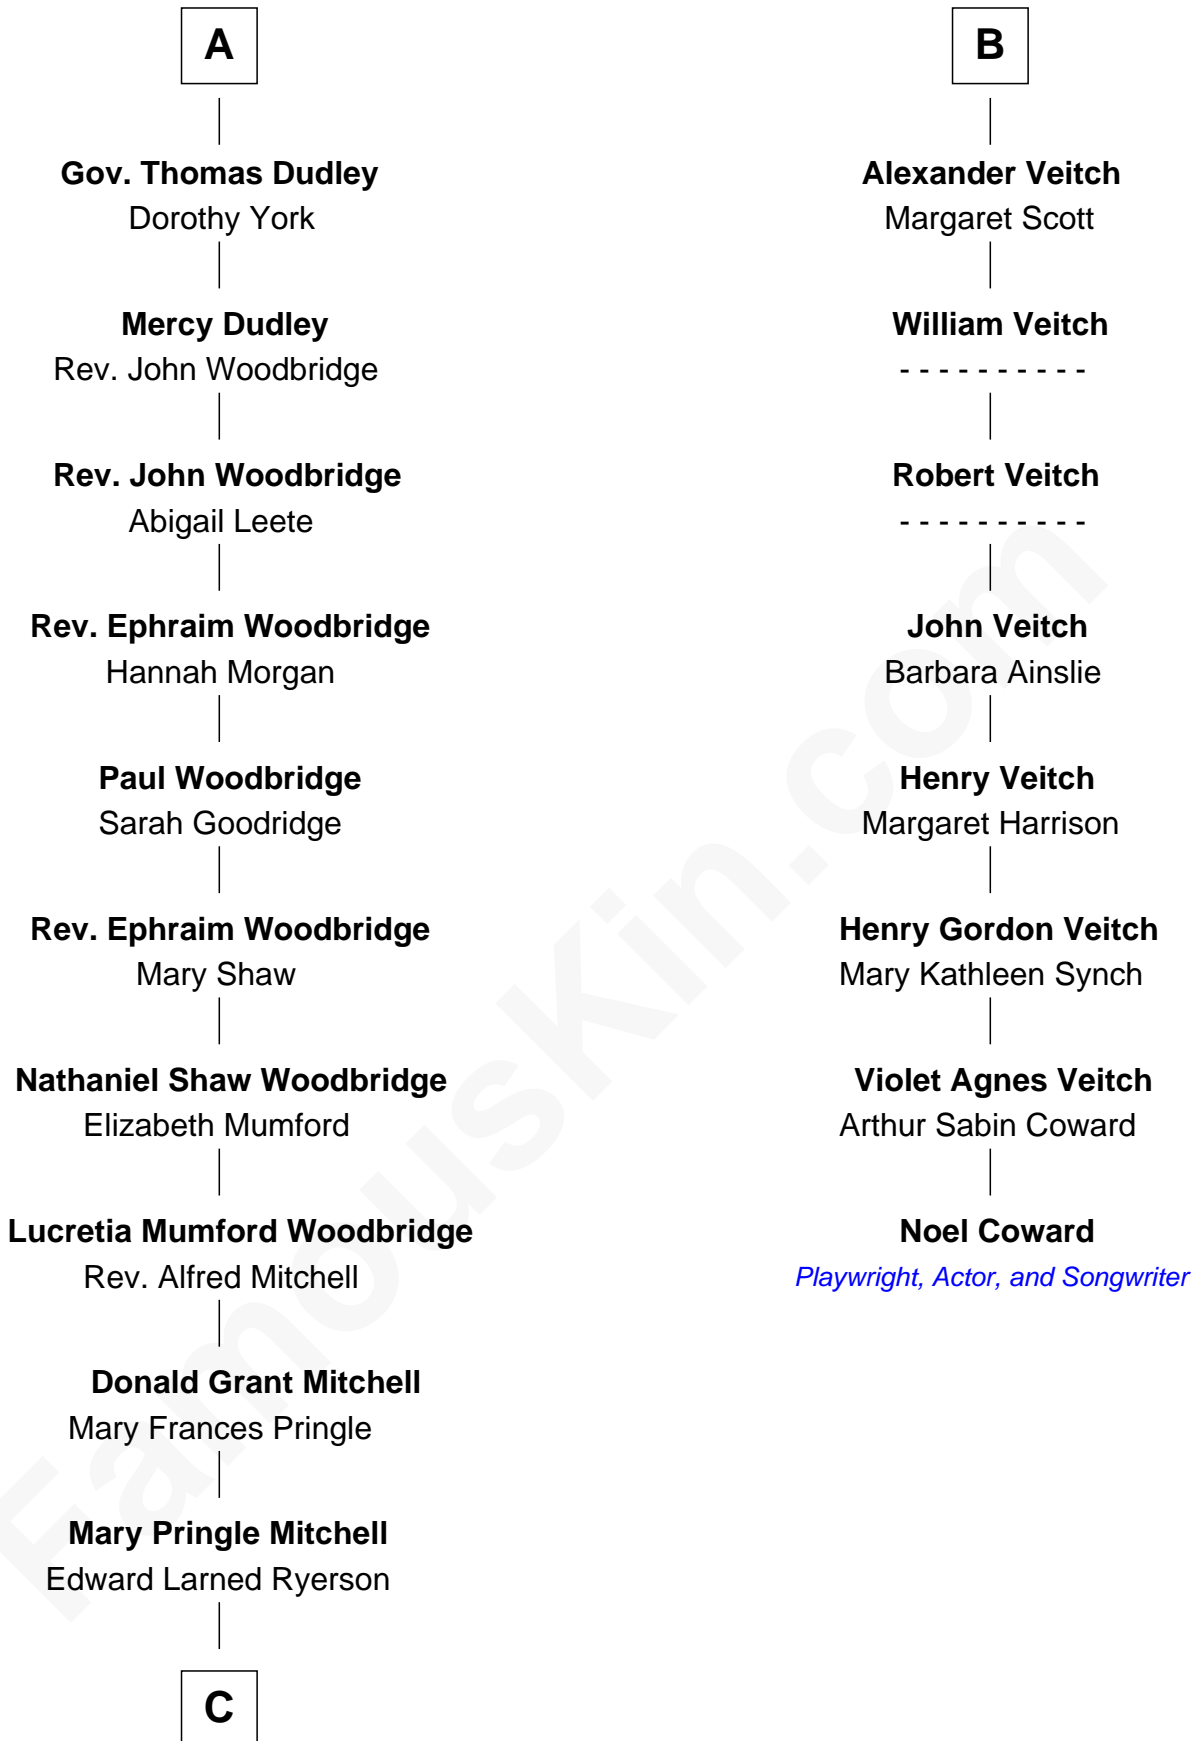 A
Gov. Thomas Dudley
Dorothy York
Mercy Dudley
Rev. John Woodbridge
Rev. John Woodbridge
Abigail Leete
Rev. Ephraim Woodbridge
Hannah Morgan
Paul Woodbridge
Sarah Goodridge
Rev. Ephraim Woodbridge
Mary Shaw
Nathaniel Shaw Woodbridge
Elizabeth Mumford
Lucretia Mumford Woodbridge
Rev. Alfred Mitchell
Donald Grant Mitchell
Mary Frances Pringle
Mary Pringle Mitchell
Edward Larned Ryerson
C
B
Alexander Veitch
Margaret Scott
William Veitch
- - - - - - - - - -
Robert Veitch
- - - - - - - - - -
John Veitch
Barbara Ainslie
Henry Veitch
Margaret Harrison
Henry Gordon Veitch
Mary Kathleen Synch
Violet Agnes Veitch
Arthur Sabin Coward
Noel Coward
Playwright, Actor, and Songwriter
FamousKin.com